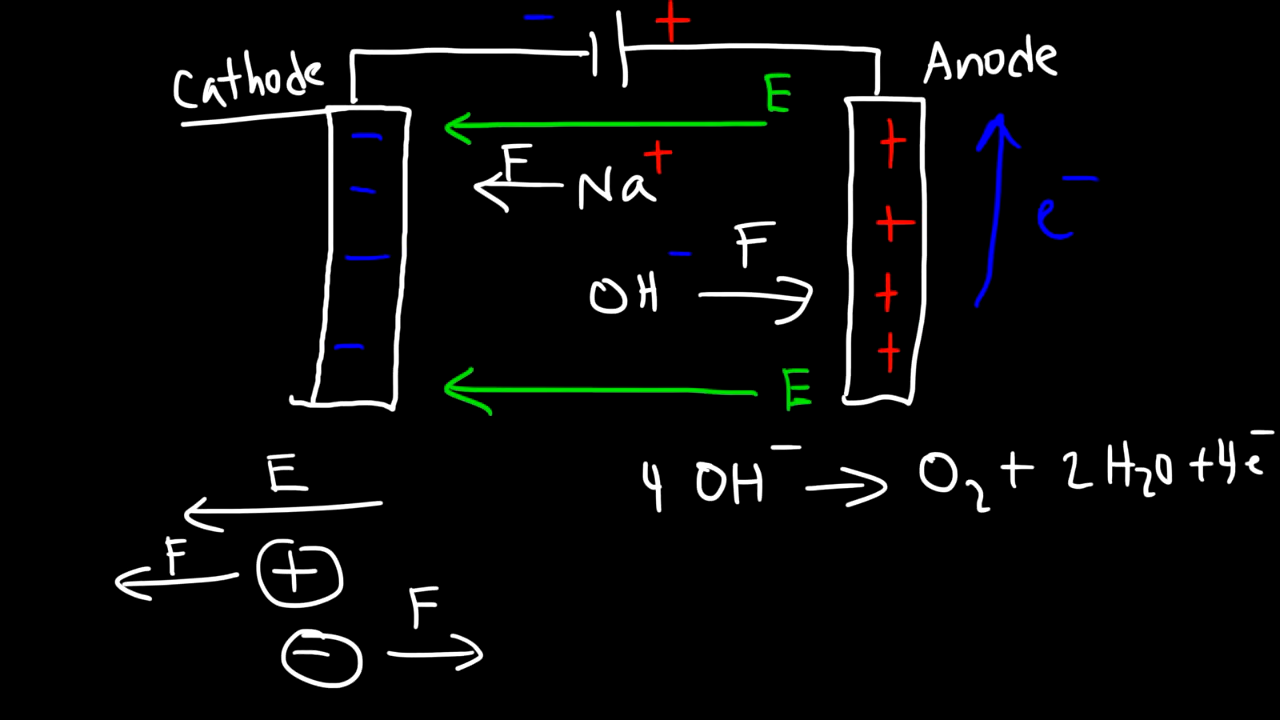 - +
Cathode
Anode
E
- + 
F
Na⁺
+
e⁻
-
F
+
OH⁻
-
+
-
+
E
E
4 OH⁻ → O₂ + 2 H₂O + 4e⁻
F
+
F
-